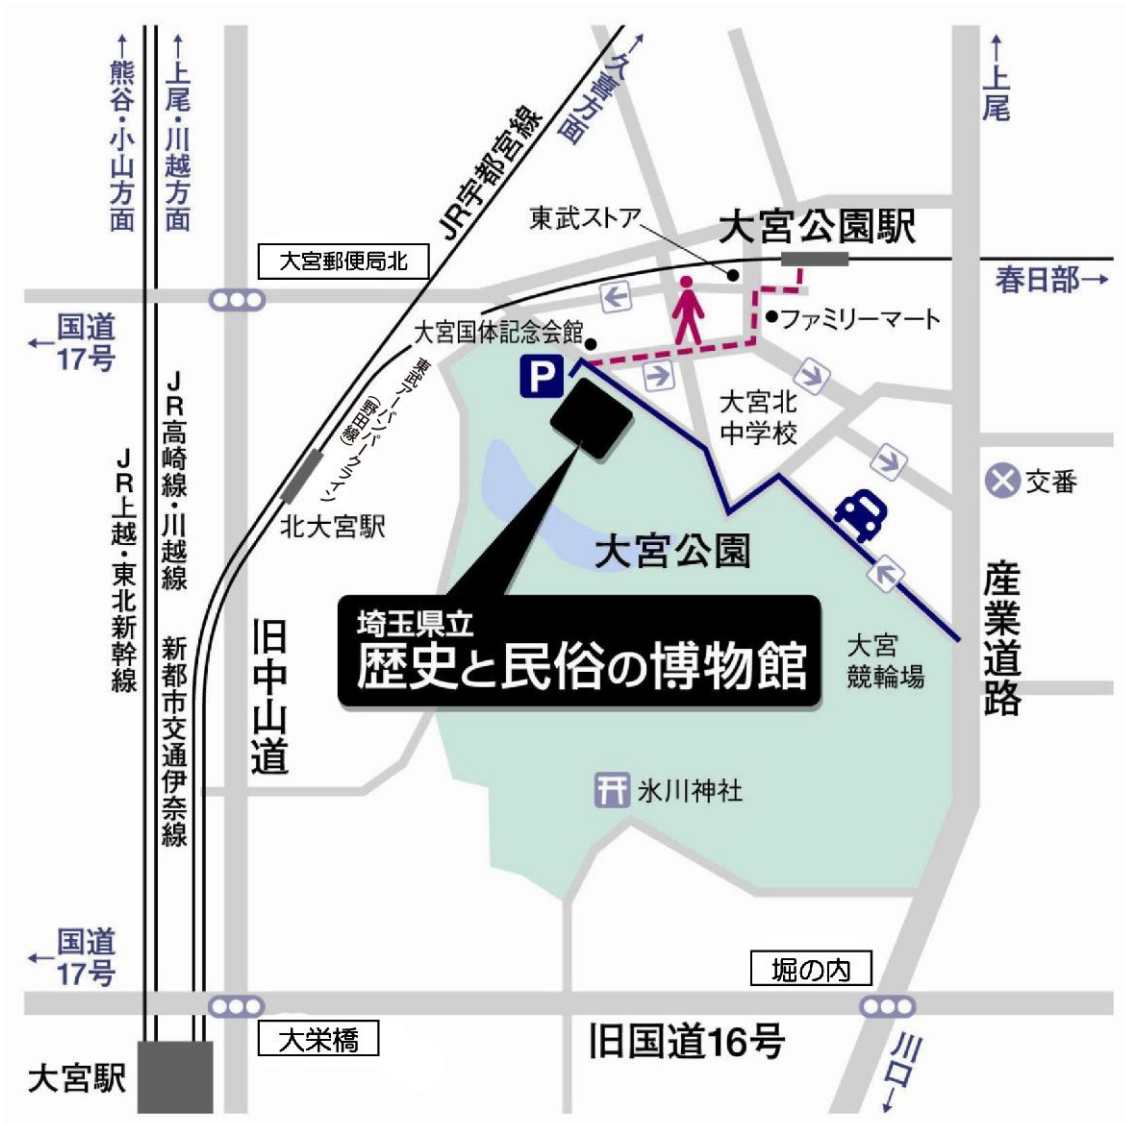 ↑熊谷・小山方面
↑上尾・川越方面
↑久喜方面
↑上尾
JR宇都宮線
東武ストア
大宮公園駅
大宮郵便局北
春日部→
←国道
17号
大宮国体記念会館
ファミリーマート
P
東武アーバンパークライン
(野田線)
大宮北
中学校
JR高崎線・川越線
JR上越・東北新幹線
交番
北大宮駅
大宮公園
産業道路
埼玉県立
歴史と民俗の博物館
大宮
競輪場
旧中山道
新都市交通伊奈線
氷川神社
←国道
17号
堀の内
大栄橋
旧国道16号
川口→
大宮駅